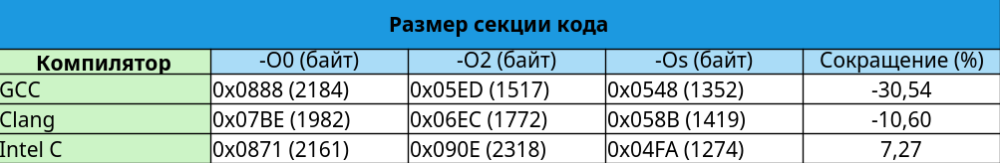 Размер секции кода
Компилятор -O0 (байт) -O2 (байт) -Os (байт) Сокращение (%)
GCC 0x0888 (2184) 0x05ED (1517) 0x0548 (1352) -30,54
Clang 0x07BE (1982) 0x06EC (1772) 0x058B (1419) -10,60
Intel C 0x0871 (2161) 0x090E (2318) 0x04FA (1274) 7,27